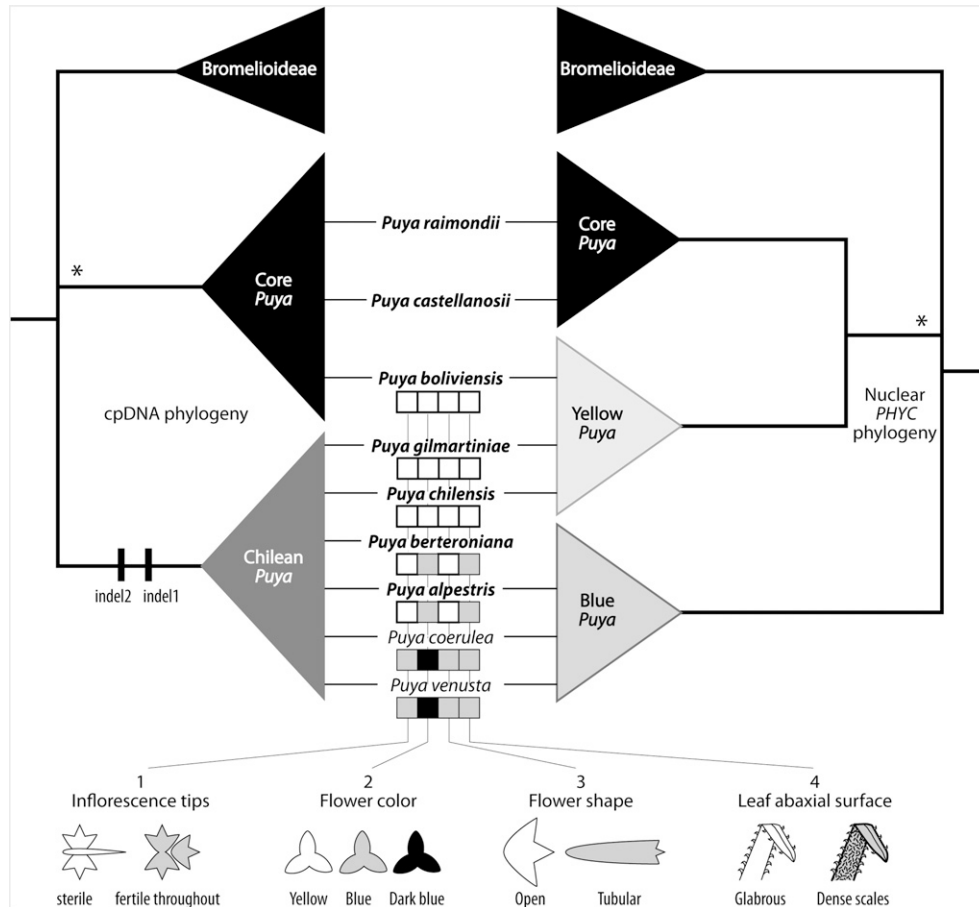 Bromelioideae
Bromelioideae
Puya raimondii
Core
Puya
*
*
Core
Puya
Puya castellanosii
Puya boliviensis
cpDNA phylogeny
Nuclear
PHYC
phylogeny
Yellow
Puya
Puya gilmartiniae
Puya chilensis
Puya berteroniana
Chilean
Puya
indel2
indel1
Puya alpestris
Blue
Puya
Puya coerulea
Puya venusta
1
2
3
4
Inflorescence tips
Flower color
Flower shape
Leaf abaxial surface
sterile
fertile throughout
Yellow
Blue
Dark blue
Open
Tubular
Glabrous
Dense scales